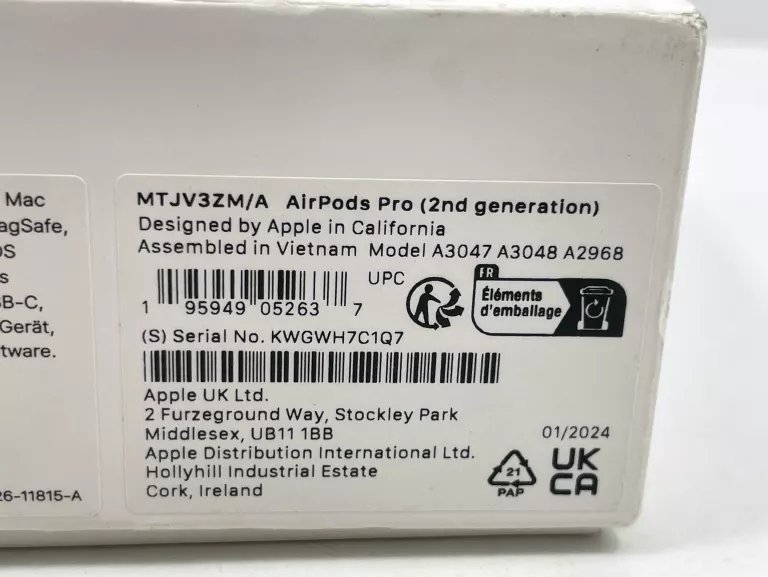 Mac
agSafe,
OS
s
B-C,
Gerät,
tware.
26-11815-A
MTJV3ZM/A AirPods Pro (2nd generation)
Designed by Apple in California
Assembled in Vietnam Model A3047 A3048 A2968
UPC
1 95949 05263 7
FR
Éléments
d'emballage
(S) Serial No. KWGWH7C1Q7
Apple UK Ltd.
2 Furzeground Way, Stockley Park
Middlesex, UB11 1BB
Apple Distribution International Ltd.
Hollyhill Industrial Estate
Cork, Ireland
01/2024
21
PAP
UK
CA